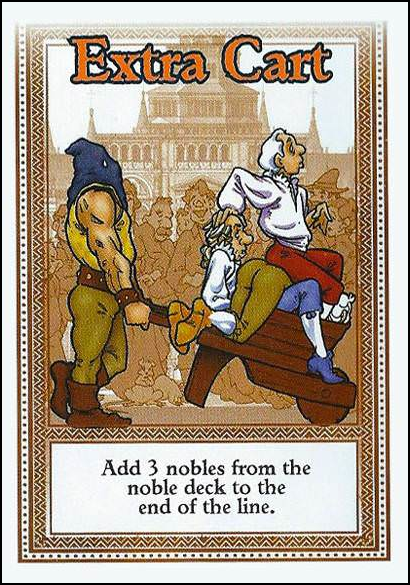 Extra Cart
Add 3 nobles from the
noble deck to the
end of the line.